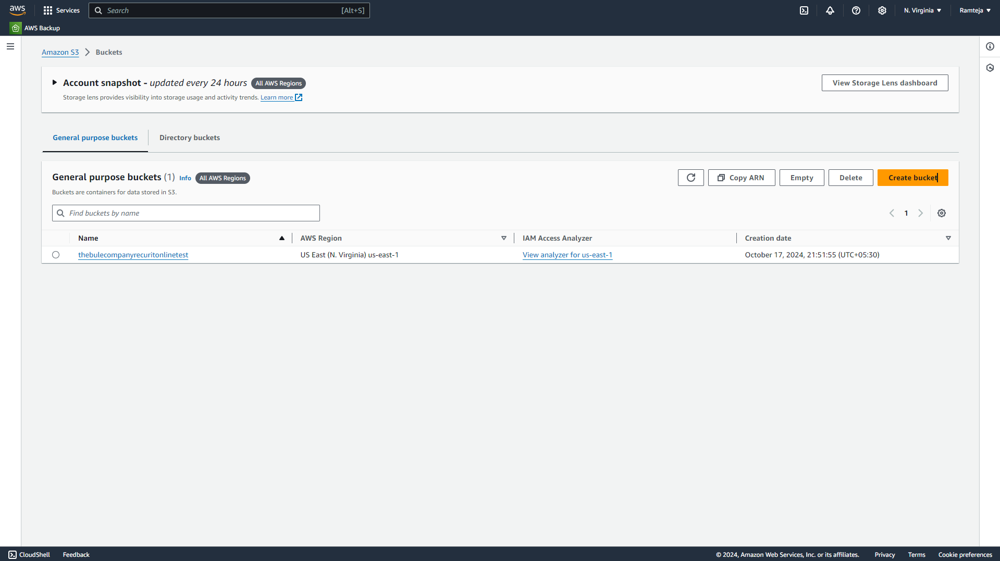 aws Services Search [Alt+S] N. Virginia Ramteja
AWS Backup
Amazon S3 Buckets
Account snapshot - updated every 24 hours All AWS Regions View Storage Lens dashboard
Storage lens provides visibility into storage usage and activity trends. Learn more
General purpose buckets Directory buckets
General purpose buckets (1) Info All AWS Regions Copy ARN Empty Delete Create bucket
Buckets are containers for data stored in S3.
Find buckets by name 1
Name AWS Region IAM Access Analyzer Creation date
thebulecompanyrecuritonlinetest US East (N. Virginia) us-east-1 View analyzer for us-east-1 October 17, 2024, 21:51:55 (UTC+05:30)
CloudShell Feedback © 2024, Amazon Web Services, Inc. or its affiliates. Privacy Terms Cookie preferences